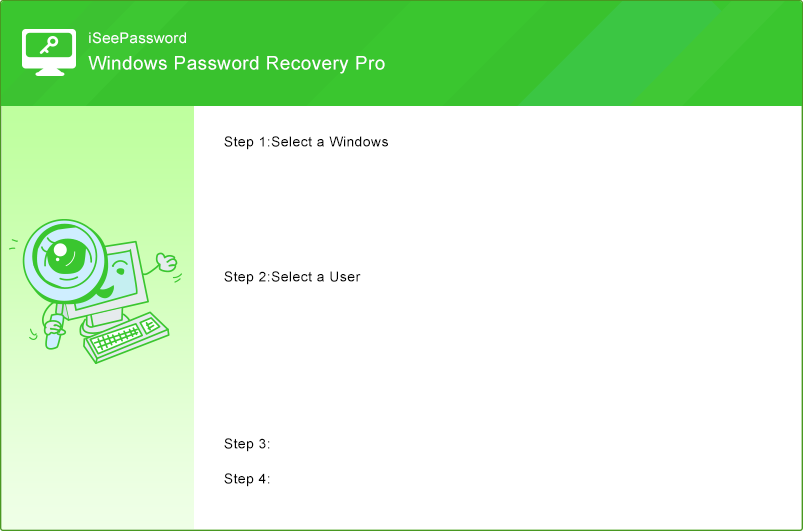 iSeePassword
Windows Password Recovery Pro
Step 1:Select a Windows
Step 2:Select a User
Step 3:
Step 4: